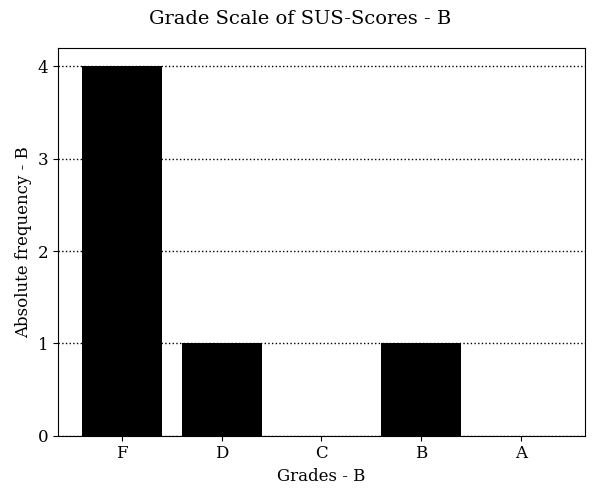 Grade Scale of SUS-Scores - B
Absolute frequency - B
4
3
2
1
0
F D C B A
Grades - B